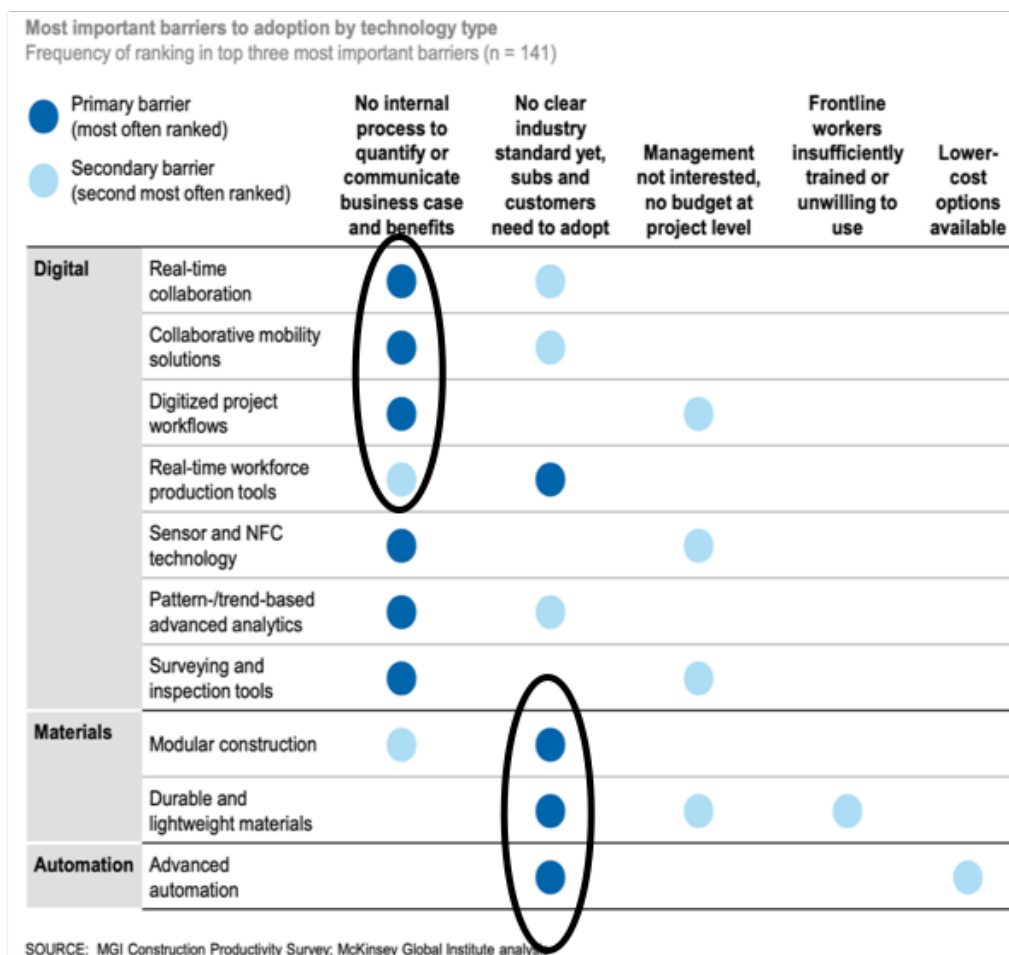 Most important barriers to adoption by technology type
Frequency of ranking in top three most important barriers (n = 141)
Primary barrier
(most often ranked)
Secondary barrier
(second most often ranked)
No internal
process to
quantify or
communicate
business case
and benefits
No clear
industry
standard yet,
subs and
customers
need to adopt
Management
not interested,
no budget at
project level
Frontline
workers
insufficiently
trained or
unwilling to
use
Lower-
cost
options
available
Digital
Real-time
collaboration
Collaborative mobility
solutions
Digitized project
workflows
Real-time workforce
production tools
Sensor and NFC
technology
Pattern-/trend-based
advanced analytics
Surveying and
inspection tools
Materials
Modular construction
Durable and
lightweight materials
Automation
Advanced
automation
SOURCE: MGI Construction Productivity Survey; McKinsey Global Institute analysis